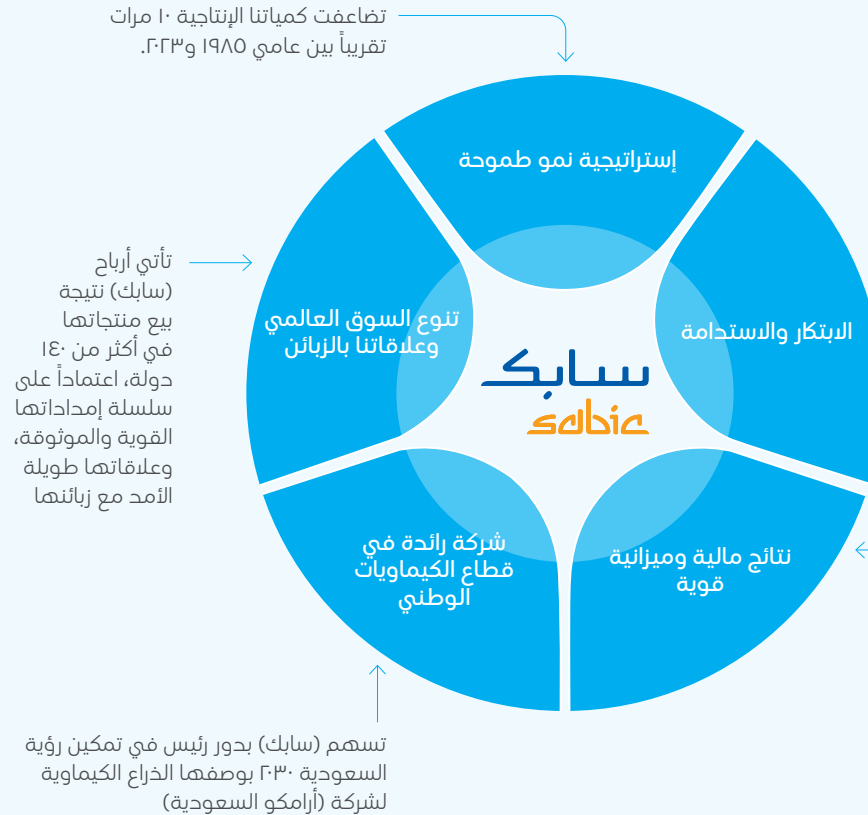 تضاعفت كمياتنا الإنتاجية ١٠ مرات
تقريباً بين عامي ١٩٨٥ و٢٠٢٣.
إستراتيجية نمو طموحة
الابتكار والاستدامة
تنوع السوق العالمي
وعلاقاتنا بالزبائن
تأتي أرباح
(سابك) نتيجة
بيع منتجاتها
في أكثر من ١٤٠
دولة، اعتماداً على
سلسلة إمداداتها
القوية والموثوقة،
وعلاقاتها طويلة
الأمد مع زبائنها
سابك
sabic
نتائج مالية وميزانية
قوية
شركة رائدة في
قطاع الكيماويات
الوطني
تسهم (سابك) بدور رئيس في تمكين رؤية
السعودية ٢٠٣٠ بوصفها الذراع الكيماوية
لشركة (أرامكو السعودية)